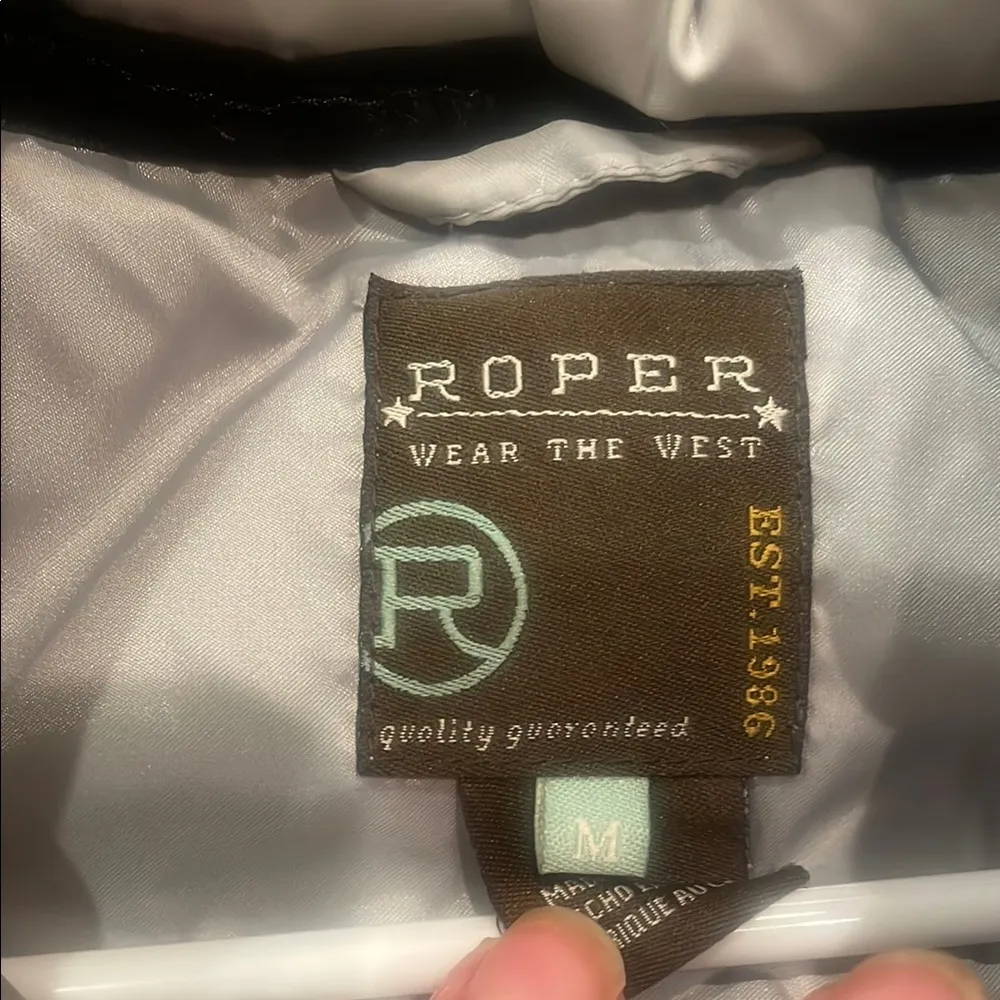 ROPER
WEAR THE WEST
R
EST. 1986
quality guaranteed
M